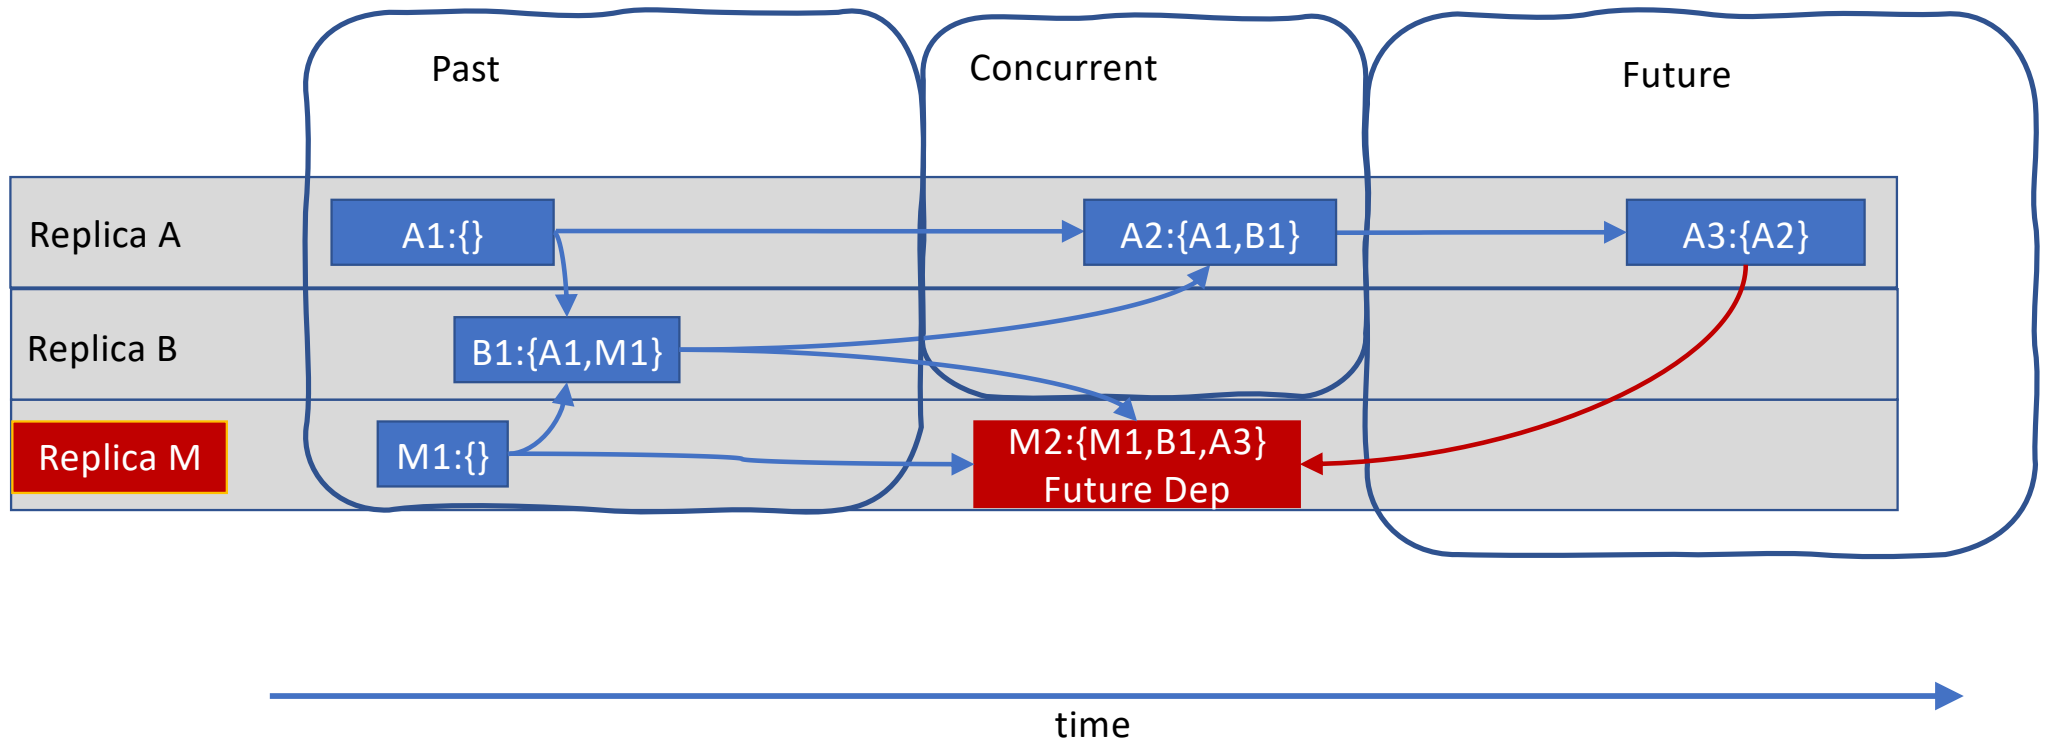 Past
Concurrent
Future
Replica A
A1:{}
A2:{A1,B1}
A3:{A2}
Replica B
B1:{A1,M1}
Replica M
M1:{}
M2:{M1,B1,A3}
Future Dep
time